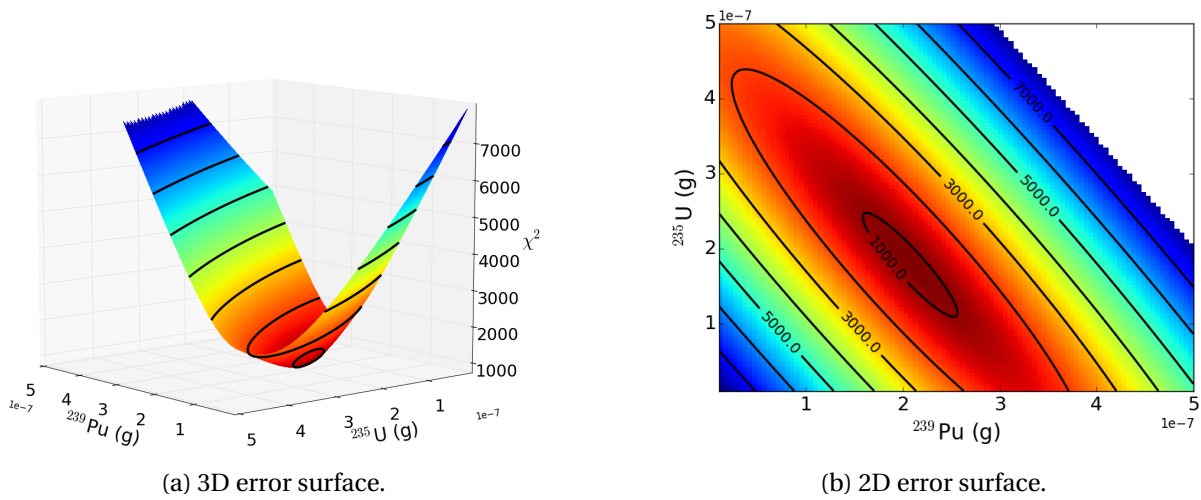 7000
6000
5000
χ²
4000
3000
2000
1000
5
4
3
2
1
1e-7
²³⁹Pu (g)
5
4
3
2
1
1e-7
²³⁵U (g)
(a) 3D error surface.
5 1e-7
4
3
2
1
²³⁵U (g)
7000.0
5000.0
3000.0
1000.0
3000.0
5000.0
1 2 3 4 5
1e-7
²³⁹Pu (g)
(b) 2D error surface.